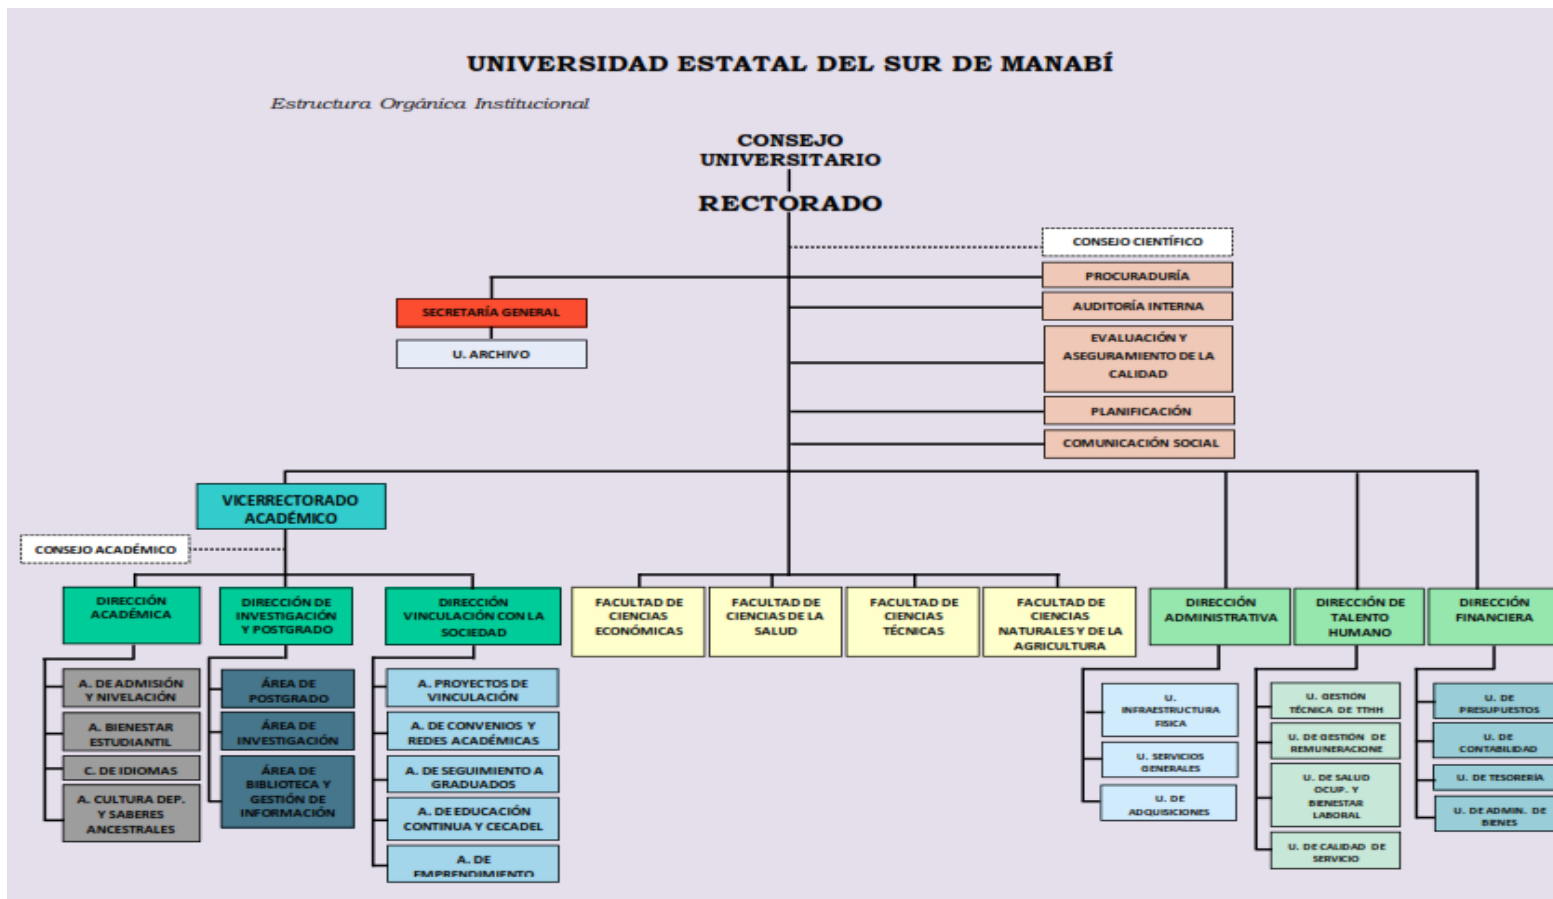 UNIVERSIDAD ESTATAL DEL SUR DE MANABÍ
Estructura Orgánica Institucional
CONSEJO
UNIVERSITARIO
RECTORADO
CONSEJO CIENTÍFICO
PROCURADURÍA
AUDITORÍA INTERNA
EVALUACIÓN Y
ASEGURAMIENTO DE LA
CALIDAD
PLANIFICACIÓN
COMUNICACIÓN SOCIAL
SECRETARÍA GENERAL
U. ARCHIVO
VICERRECTORADO
ACADÉMICO
CONSEJO ACADÉMICO
DIRECCIÓN
ACADÉMICA
DIRECCIÓN DE
INVESTIGACIÓN
Y POSTGRADO
DIRECCIÓN
VINCULACIÓN CON LA
SOCIEDAD
FACULTAD DE
CIENCIAS
ECONÓMICAS
FACULTAD DE
CIENCIAS DE LA
SALUD
FACULTAD DE
CIENCIAS
TÉCNICAS
FACULTAD DE
CIENCIAS
NATURALES Y DE LA
AGRICULTURA
DIRECCIÓN
ADMINISTRATIVA
DIRECCIÓN DE
TALENTO
HUMANO
DIRECCIÓN
FINANCIERA
A. DE ADMISIÓN
Y NIVELACIÓN
A. BIENESTAR
ESTUDIANTIL
C. DE IDIOMAS
A. CULTURA DEP.
Y SABERES
ANCESTRALES
ÁREA DE
POSTGRADO
ÁREA DE
INVESTIGACIÓN
ÁREA DE
BIBLIOTECA Y
GESTIÓN DE
INFORMACIÓN
A. PROYECTOS DE
VINCULACIÓN
A. DE CONVENIOS Y
REDES ACADÉMICAS
A. DE SEGUIMIENTO A
GRADUADOS
A. DE EDUCACIÓN
CONTINUA Y CECADEL
A. DE
EMPRENDIMIENTO
U.
INFRAESTRUCTURA
FISICA
U. SERVICIOS
GENERALES
U. DE
ADQUISICIONES
U. GESTIÓN
TÉCNICA DE TTHH
U. DE GESTIÓN DE
REMUNERACIONE
U. DE SALUD
OCUP. Y
BIENESTAR
LABORAL
U. DE CALIDAD DE
SERVICIO
U. DE
PRESUPUESTOS
U. DE
CONTABILIDAD
U. DE TESORERÍA
U. DE ADMIN. DE
BIENES